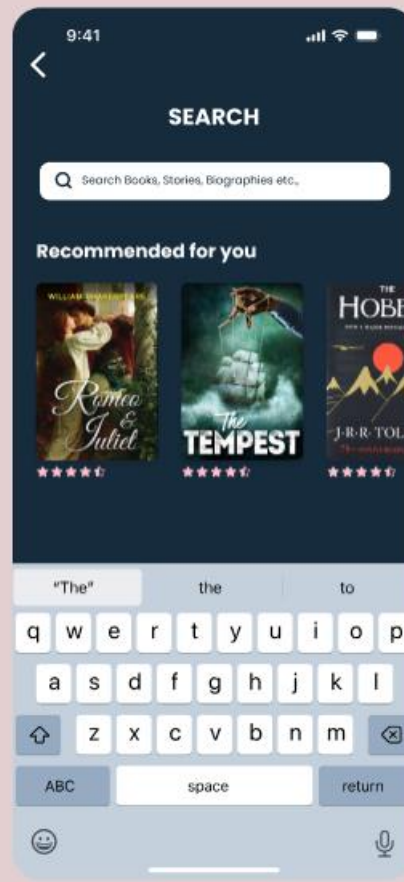 9:41
SEARCH
Search Books, Stories, Biographies etc.,
Recommended for you
WILLIAM SHAKESPEARE
Romeo
&
Juliet
The
TEMPEST
THE
HOBB
J·R·R· TOL
"The" the to
q w e r t y u i o p
a s d f g h j k l
z x c v b n m
ABC space return